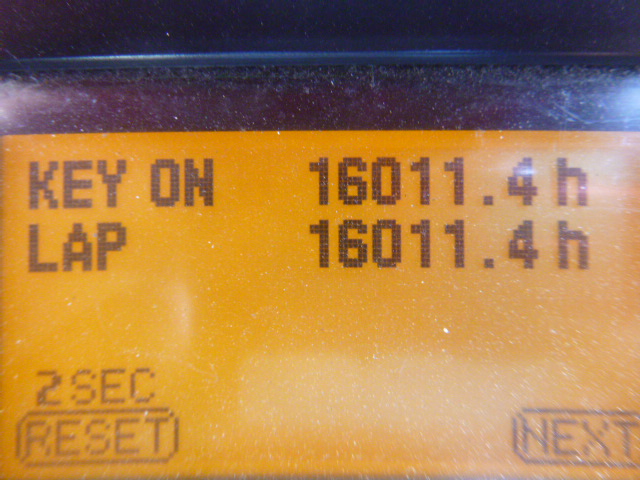 KEY ON 16011.4 h
LAP 16011.4 h
2 SEC
RESET NEXT